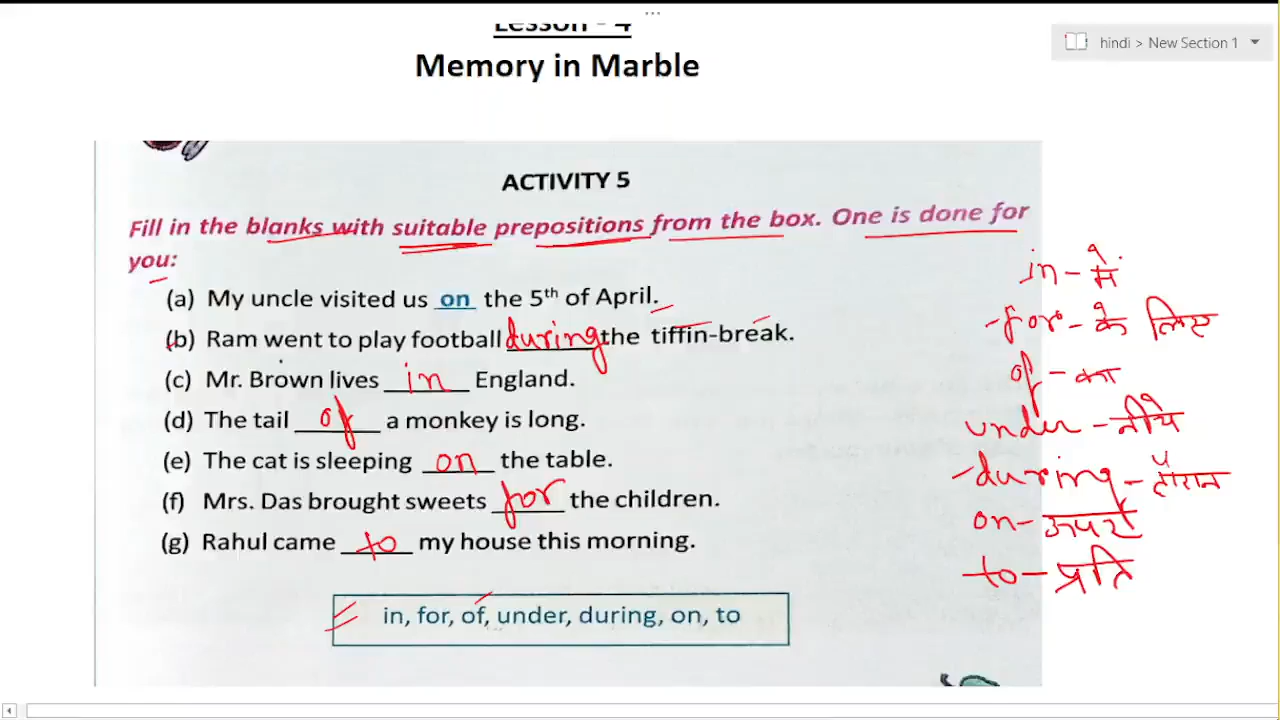 Lesson - 4
hindi > New Section 1
Memory in Marble
ACTIVITY 5
Fill in the blanks with suitable prepositions from the box. One is done for
you:
(a) My uncle visited us on the 5th of April.
(b) Ram went to play football during the tiffin-break.
(c) Mr. Brown lives in England.
(d) The tail of a monkey is long.
(e) The cat is sleeping on the table.
(f) Mrs. Das brought sweets for the children.
(g) Rahul came to my house this morning.
in, for, of, under, during, on, to
in - में
-for - के लिए
of - का
under - नीचे
-during - दौरान
on - ऊपर
to - प्रति